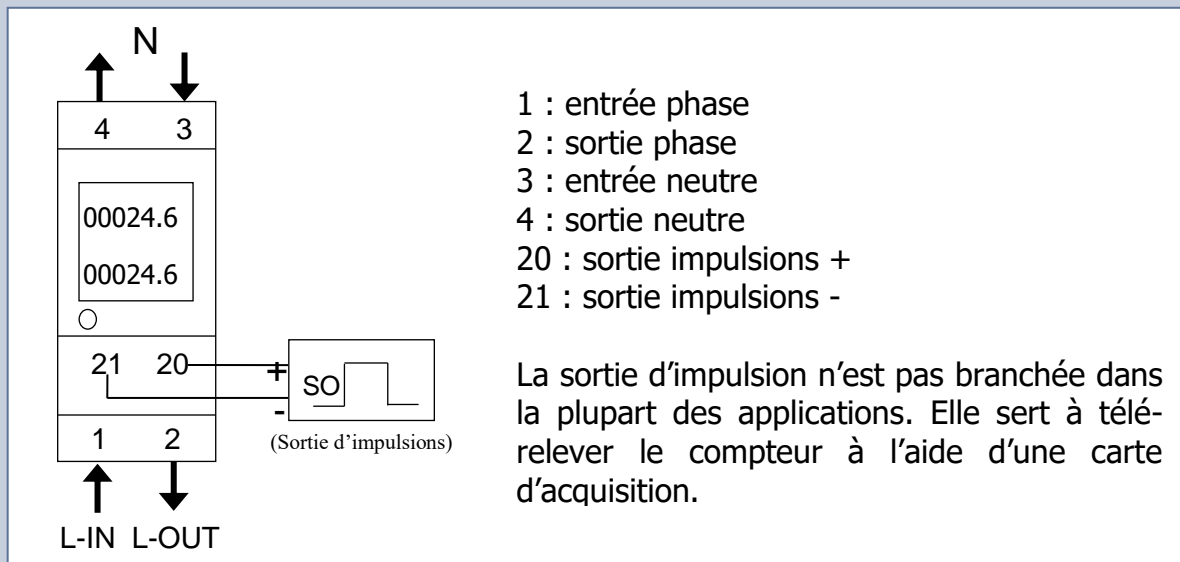 N
4 3
00024.6
00024.6
21 20
+
SO
-
(Sortie d'impulsions)
1 2
L-IN L-OUT
1 : entrée phase
2 : sortie phase
3 : entrée neutre
4 : sortie neutre
20 : sortie impulsions +
21 : sortie impulsions -
La sortie d’impulsion n’est pas branchée dans
la plupart des applications. Elle sert à télé-
relever le compteur à l’aide d’une carte
d’acquisition.